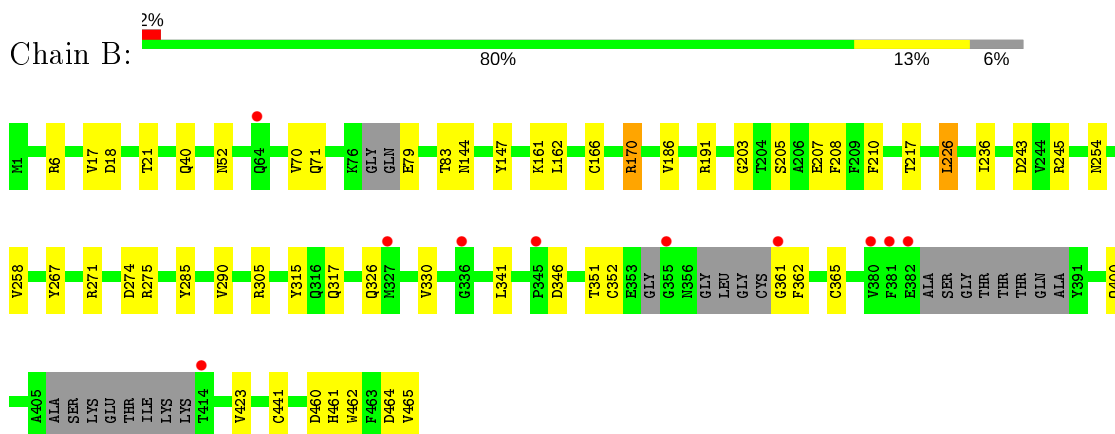 2%
Chain B:
80% 13% 6%
M1 R6 V17 D18 T21 Q40 N52 Q64 V70 Q71 K76 GLY GLN E79 T83 N144 Y147 K161 L162 C166 R170 V186 R191 G203 T204 S205 A206 E207 F208 F209 F210 T217 L226 I236 D243 V244 R245 N254
V258 Y267 R271 D274 R275 Y285 V290 R305 Y315 Q316 Q317 Q326 M327 V330 G336 L341 P345 D346 T351 C352 E353 GLY G355 N356 GLY LEU GLY CYS G361 F362 C365 V380 F381 E382 ALA SER GLY THR THR THR GLN ALA Y391
A405 ALA SER LYS GLU THR ILE LYS LYS T414 V423 C441 D460 H461 W462 F463 D464 V465